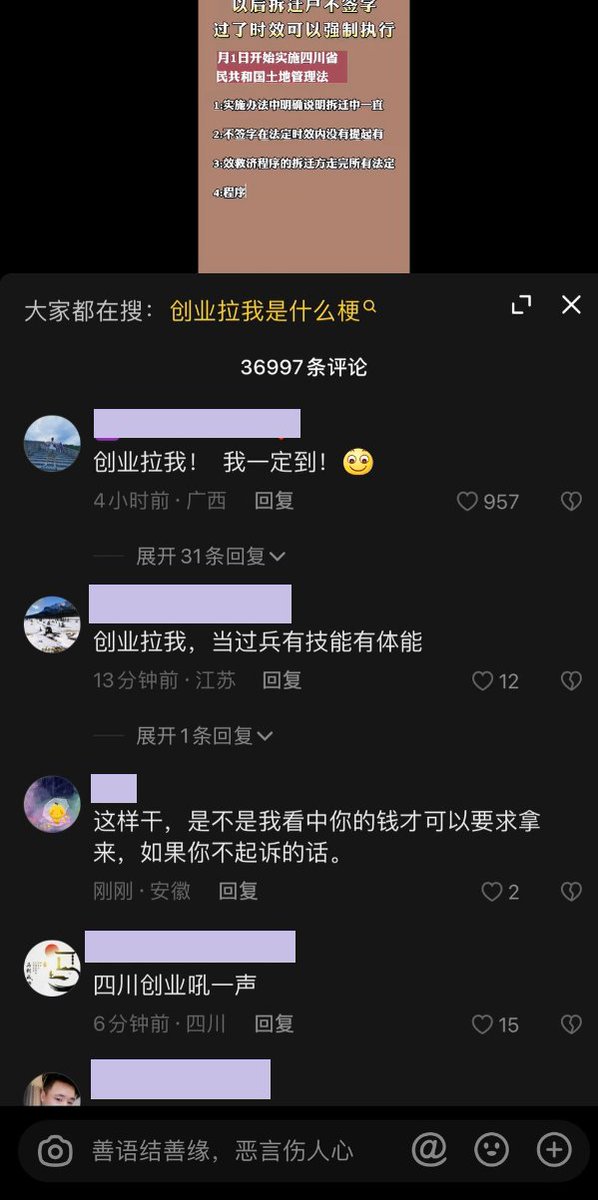 以后拆迁户不签字
过了时效可以强制执行
月1日开始实施四川省
民共和国土地管理法
1:实施办法中明确说明拆迁中一直
2:不签字在法定时效内没有提起有
3:效救济程序的拆迁方走完所有法定
4:程序
大家都在搜：创业拉我是什么梗
36997条评论
创业拉我！ 我一定到！
4小时前·广西 回复 957
展开31条回复
创业拉我，当过兵有技能有体能
13分钟前·江苏 回复 12
展开1条回复
这样干，是不是我看中你的钱才可以要求拿
来，如果你不起诉的话。
刚刚·安徽 回复 2
四川创业吼一声
6分钟前·四川 回复 15
善语结善缘，恶言伤人心